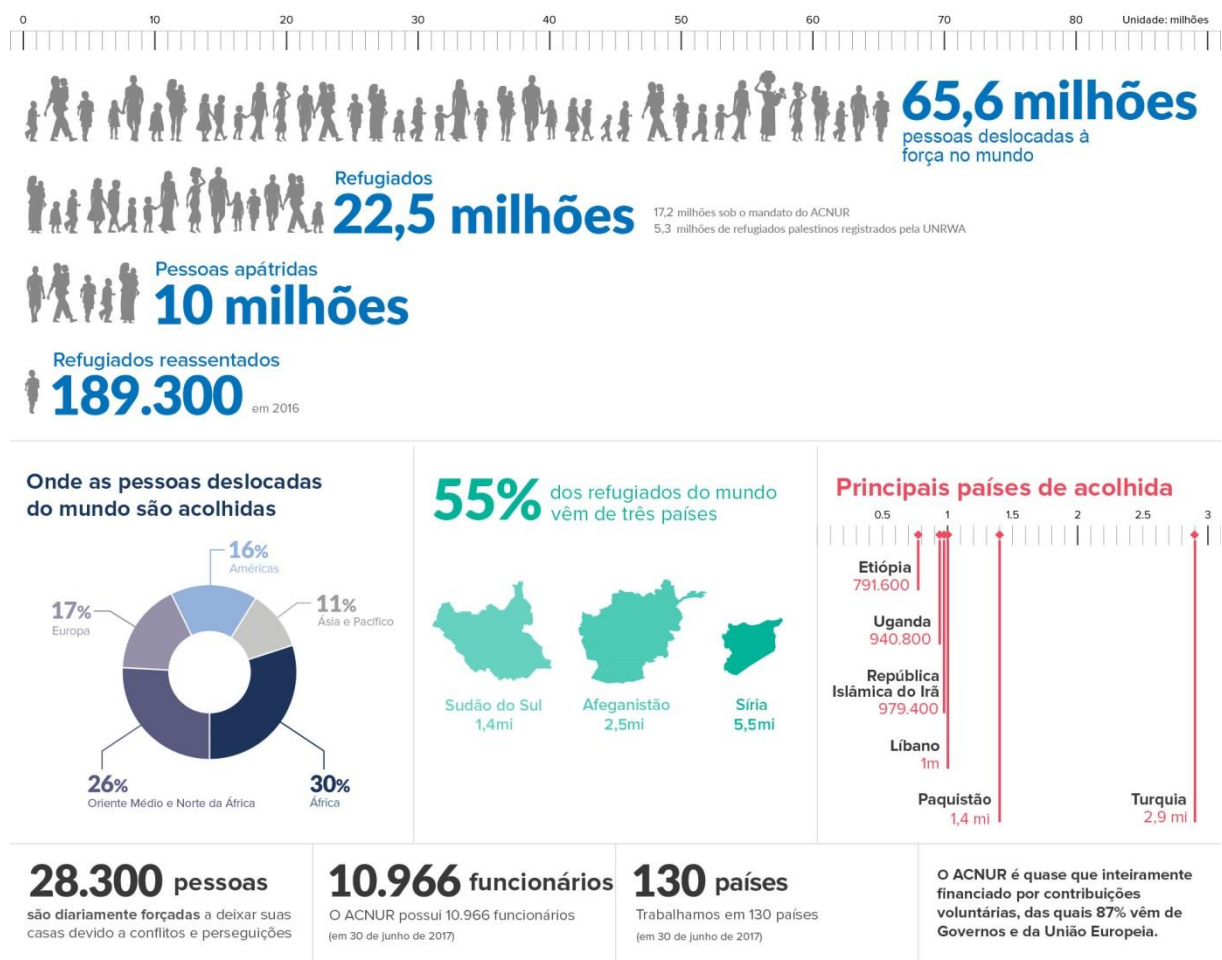 0 10 20 30 40 50 60 70 80 Unidade: milhões
65,6 milhões
pessoas deslocadas à
força no mundo
Refugiados
22,5 milhões
17,2 milhões sob o mandato do ACNUR
5,3 milhões de refugiados palestinos registrados pela UNRWA
Pessoas apátridas
10 milhões
Refugiados reassentados
189.300 em 2016
Onde as pessoas deslocadas
do mundo são acolhidas
16%
Américas
17%
Europa
11%
Ásia e Pacífico
26%
Oriente Médio e Norte da África
30%
África
55% dos refugiados do mundo
vêm de três países
Sudão do Sul
1,4mi
Afeganistão
2,5mi
Síria
5,5mi
Principais países de acolhida
0.5 1 1.5 2 2.5 3
Etiópia
791.600
Uganda
940.800
República
Islâmica do Irã
979.400
Líbano
1m
Paquistão
1,4 mi
Turquia
2,9 mi
28.300 pessoas
são diariamente forçadas a deixar suas
casas devido a conflitos e perseguições
10.966 funcionários
O ACNUR possui 10.966 funcionários
(em 30 de junho de 2017)
130 países
Trabalhamos em 130 países
(em 30 de junho de 2017)
O ACNUR é quase que inteiramente
financiado por contribuições
voluntárias, das quais 87% vêm de
Governos e da União Europeia.